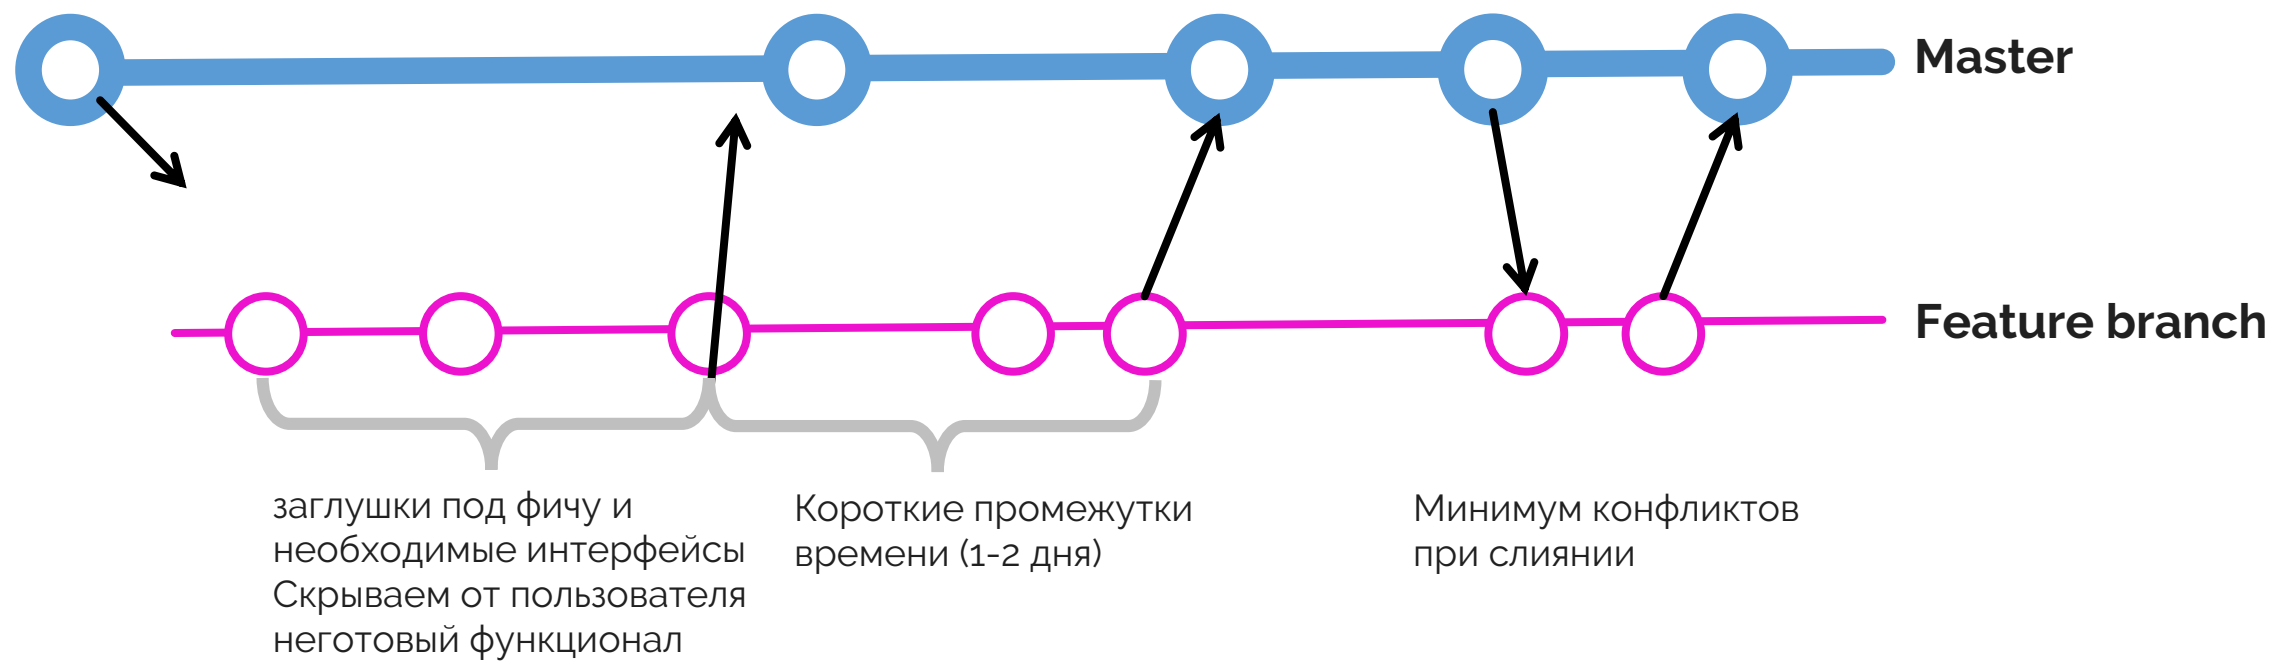 Master
Feature branch
заглушки под фичу и
необходимые интерфейсы
Скрываем от пользователя
неготовый функционал
Короткие промежутки
времени (1-2 дня)
Минимум конфликтов
при слиянии